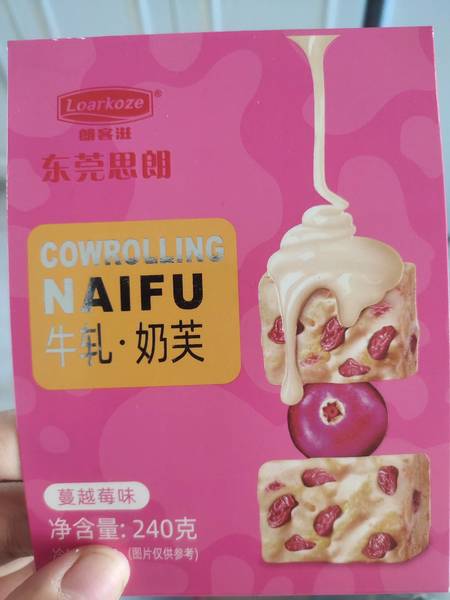 Loarkoze®
朗客滋
东莞思朗
COWROLLING
NAIFU
牛轧·奶芙
蔓越莓味
净含量:240克
(图片仅供参考)